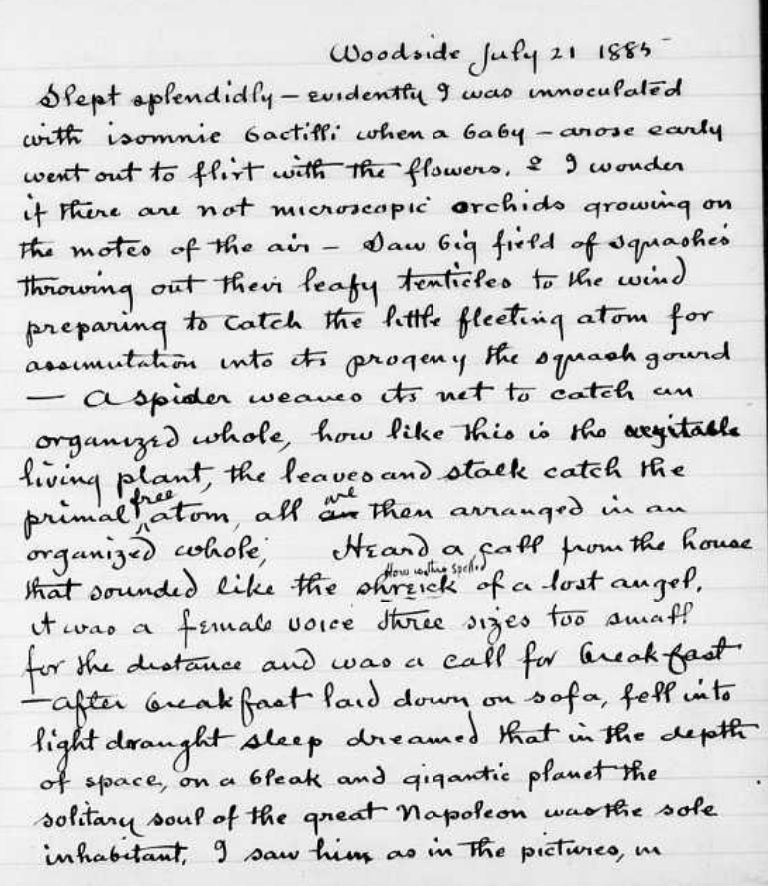 Woodside July 21 1885
Slept splendidly — evidently I was innoculated
with isomnie bactilli when a baby — arose early
went out to flirt with the flowers. & I wonder
if there are not microscopic orchids growing on
the motes of the air — Saw big field of squashes
throwing out their leafy tenticles to the wind
preparing to catch the little fleeting atom for
assimutation into its progeny the squash gourd
— A spider weaves its net to catch an
organized whole, how like this is the
living plant, the leaves and stalk catch the
primal free atom, all are then arranged in an
organized whole; Heard a call from the house
How is this spelled
that sounded like the shreick of a lost angel,
it was a female voice three sizes too small
for the distance and was a call for breakfast
— after breakfast laid down on sofa, fell into
light draught sleep dreamed that in the depth
of space, on a bleak and gigantic planet the
solitary soul of the great Napoleon was the sole
inhabitant. I saw him as in the pictures, in